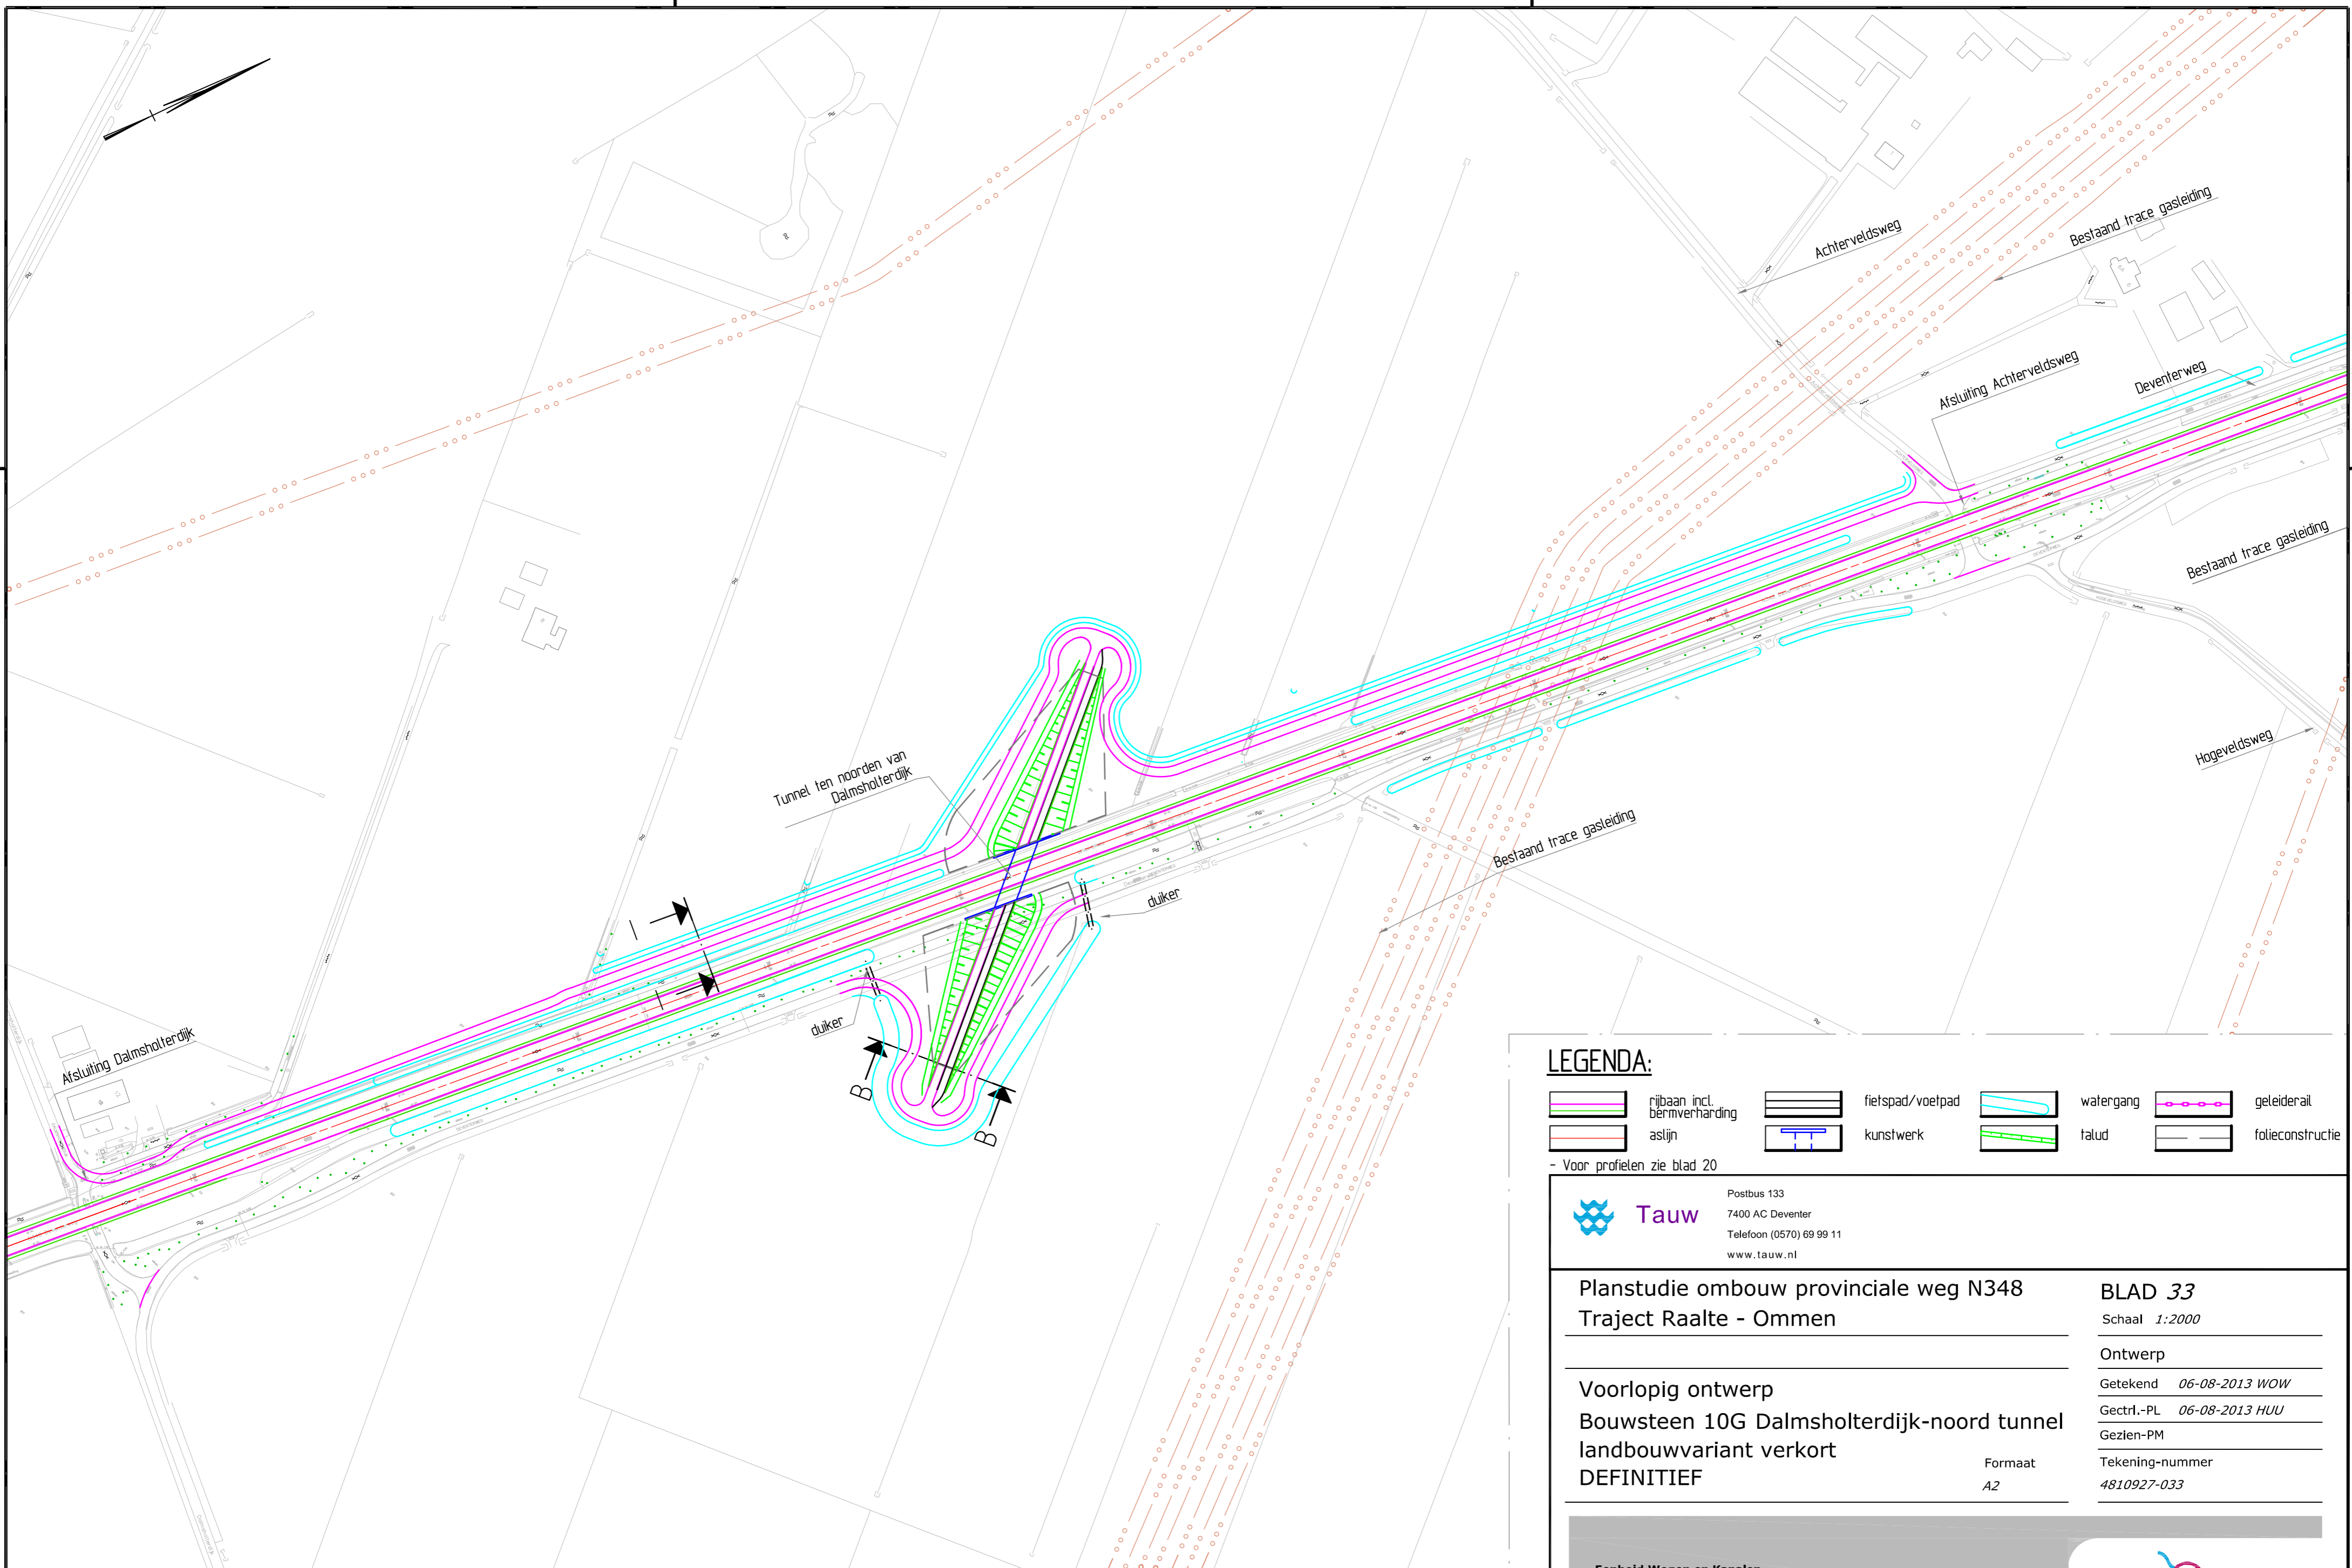 Achterveldsweg
Bestaand trace gasleiding
Afsluiting Achterveldsweg
Deventerweg
Bestaand trace gasleiding
Hogeveldsweg
Tunnel ten noorden van
Dalmsholterdijk
Bestaand trace gasleiding
duiker
duiker
Afsluiting Dalmsholterdijk
B
B
LEGENDA:
rijbaan incl.
bermverharding
fietspad/voetpad
watergang
geleiderail
aslijn
kunstwerk
talud
folieconstructie
- Voor profielen zie blad 20
Tauw
Postbus 133
7400 AC Deventer
Telefoon (0570) 69 99 11
www.tauw.nl
Planstudie ombouw provinciale weg N348
Traject Raalte - Ommen
BLAD 33
Schaal 1:2000
Ontwerp
Voorlopig ontwerp
Bouwsteen 10G Dalmsholterdijk-noord tunnel
landbouwvariant verkort
DEFINITIEF
Formaat
A2
Getekend 06-08-2013 WOW
Gectrl.-PL 06-08-2013 HUU
Gezien-PM
Tekening-nummer
4810927-033